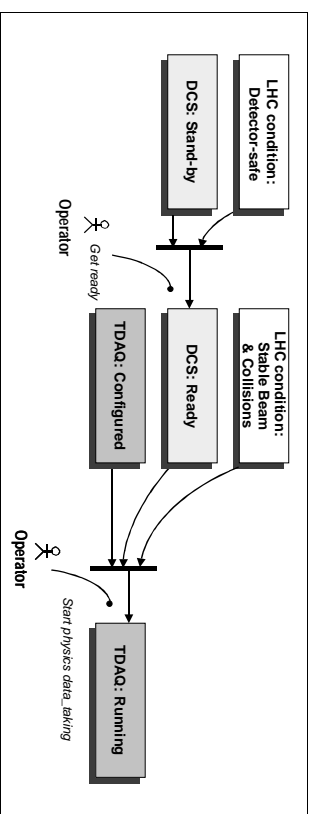 LHC condition:
Detector-safe
DCS: Stand-by
Get ready
Operator
LHC condition:
Stable Beam
& Collisions
DCS: Ready
TDAQ: Configured
Operator
Start physics data_taking
TDAQ: Running